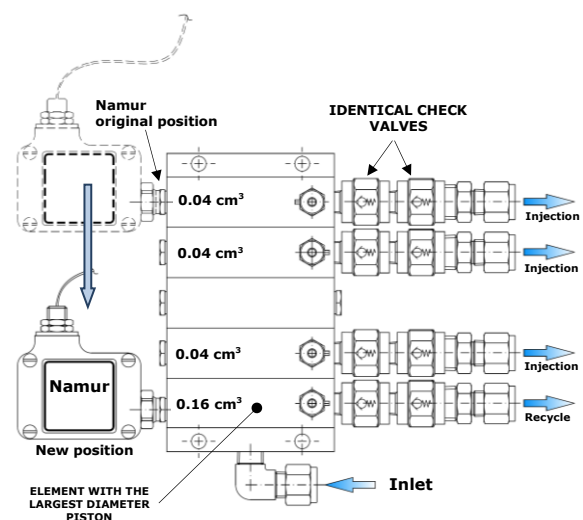 Namur
original position
IDENTICAL CHECK
VALVES
0.04 cm³
Injection
0.04 cm³
Injection
0.04 cm³
Injection
Namur
0.16 cm³
Recycle
New position
Inlet
ELEMENT WITH THE
LARGEST DIAMETER
PISTON